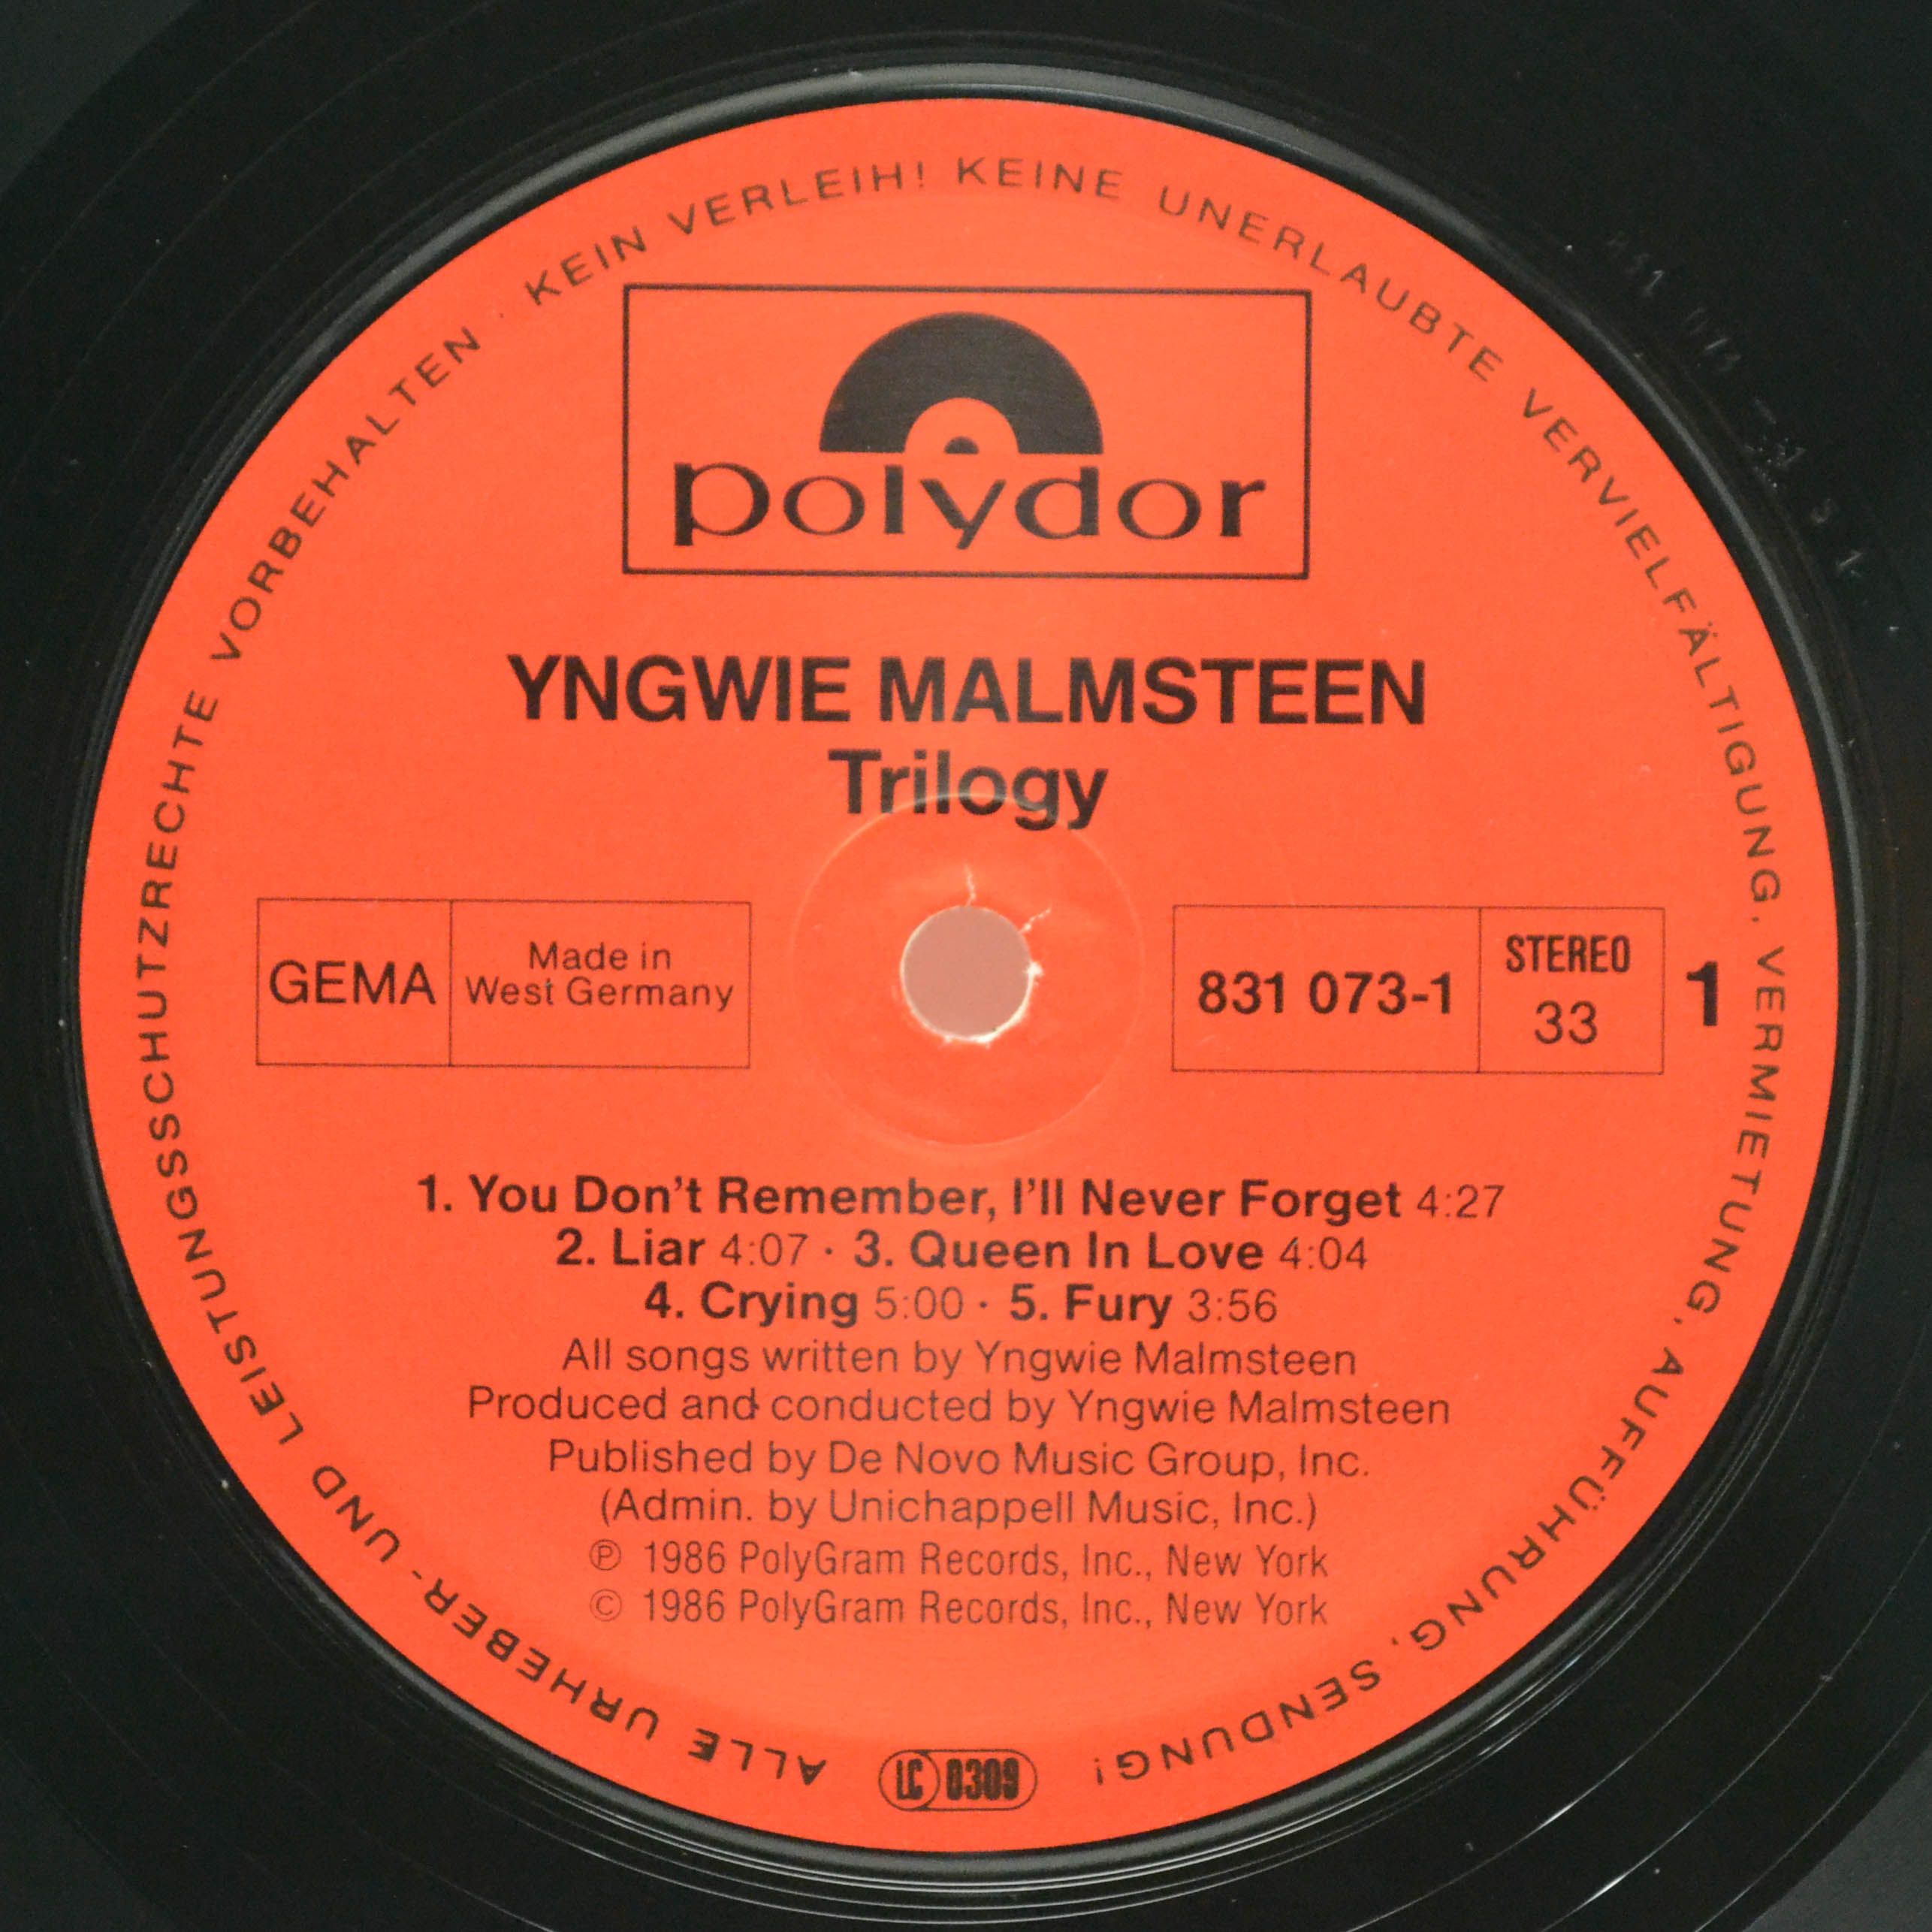 ALLE URHEBER- UND LEISTUNGSSCHUTZRECHTE VORBEHALTEN · KEIN VERLEIH! KEINE UNERLAUBTE VERVIELFÄLTIGUNG, VERMIETUNG, AUFFÜHRUNG, SENDUNG!
polydor
YNGWIE MALMSTEEN
Trilogy
GEMA
Made in
West Germany
831 073-1
STEREO
33
1
1. You Don't Remember, I'll Never Forget 4:27
2. Liar 4:07 · 3. Queen In Love 4:04
4. Crying 5:00 · 5. Fury 3:56
All songs written by Yngwie Malmsteen
Produced and conducted by Yngwie Malmsteen
Published by De Novo Music Group, Inc.
(Admin. by Unichappell Music, Inc.)
℗ 1986 PolyGram Records, Inc., New York
© 1986 PolyGram Records, Inc., New York
LC 0309